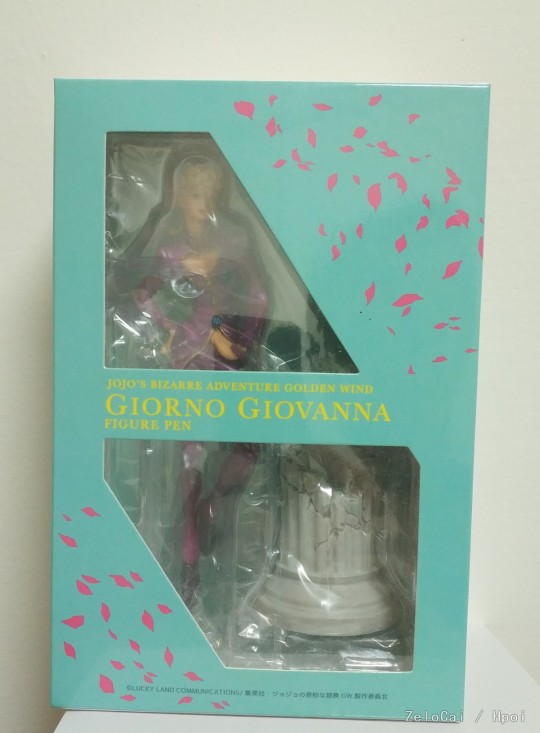 JOJO'S BIZARRE ADVENTURE GOLDEN WIND
GIORNO GIOVANNA
FIGURE PEN
©LUCKY LAND COMMUNICATIONS/集英社・ジョジョの奇妙な冒険 GW 製作委員会
ZeloCai / Hpoi